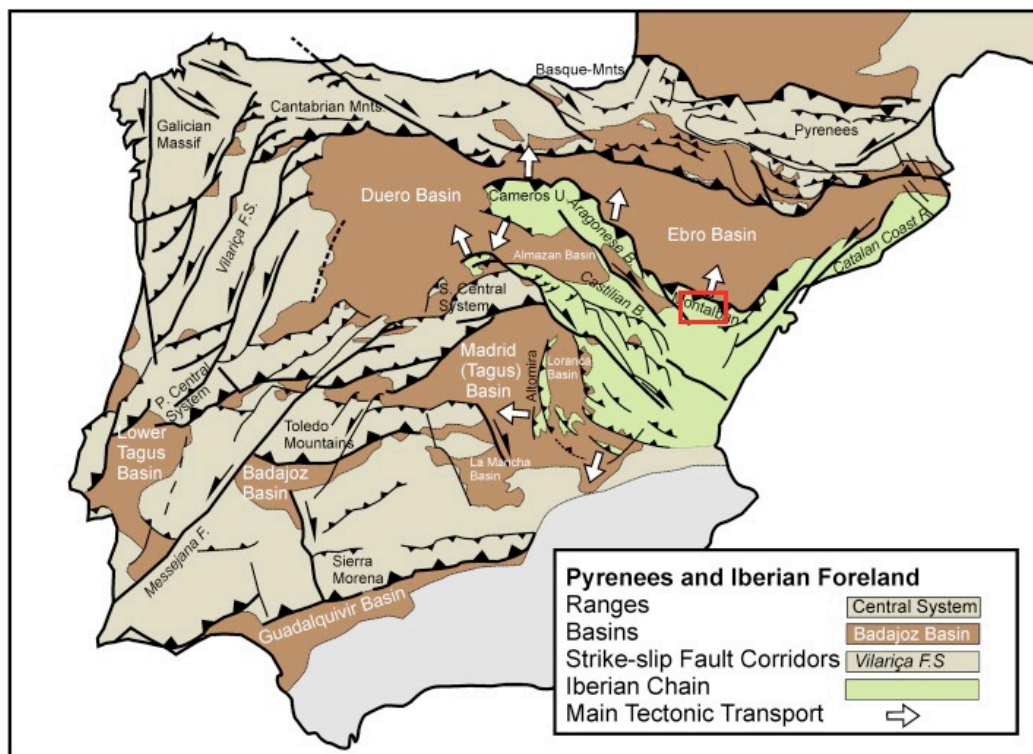 Basque-Mnts
Cantabrian Mnts
Galician
Massif
Pyrenees
Duero Basin
Cameros U.
Aragonese B.
Vilariça F.S.
Ebro Basin
Catalan Coast R.
Almazan Basin
Castilian B.
S. Central
System
ontalban
Madrid
(Tagus)
Basin
Altomira
Loranca
Basin
P. Central
System
Toledo
Mountains
Lower
Tagus
Basin
Badajoz
Basin
La Mancha
Basin
Messejana F.
Sierra
Morena
Guadalquivir Basin
Pyrenees and Iberian Foreland
Ranges
Central System
Basins
Badajoz Basin
Strike-slip Fault Corridors
Vilariça F.S
Iberian Chain
Main Tectonic Transport